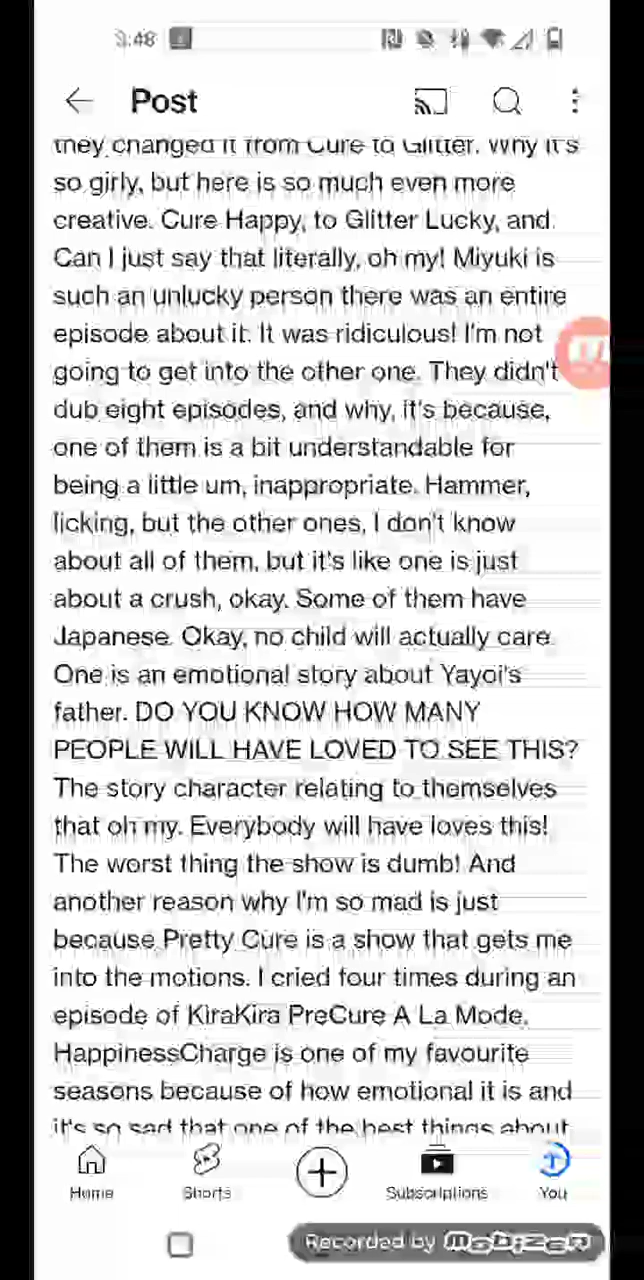 3:48
Post
they changed it from Cure to Glitter. Why it's
so girly, but here is so much even more
creative. Cure Happy, to Glitter Lucky, and.
Can I just say that literally, oh my! Miyuki is
such an unlucky person there was an entire
episode about it. It was ridiculous! I'm not
going to get into the other one. They didn't
dub eight episodes, and why, it's because,
one of them is a bit understandable for
being a little um, inappropriate. Hammer,
licking, but the other ones, I don't know
about all of them, but it's like one is just
about a crush, okay. Some of them have
Japanese. Okay, no child will actually care.
One is an emotional story about Yayoi's
father. DO YOU KNOW HOW MANY
PEOPLE WILL HAVE LOVED TO SEE THIS?
The story character relating to themselves
that oh my. Everybody will have loves this!
The worst thing the show is dumb! And
another reason why I'm so mad is just
because Pretty Cure is a show that gets me
into the motions. I cried four times during an
episode of KiraKira PreCure A La Mode.
HappinessCharge is one of my favourite
seasons because of how emotional it is and
it's so sad that one of the best things about
Home
Shorts
Subscriptions
You
Recorded by